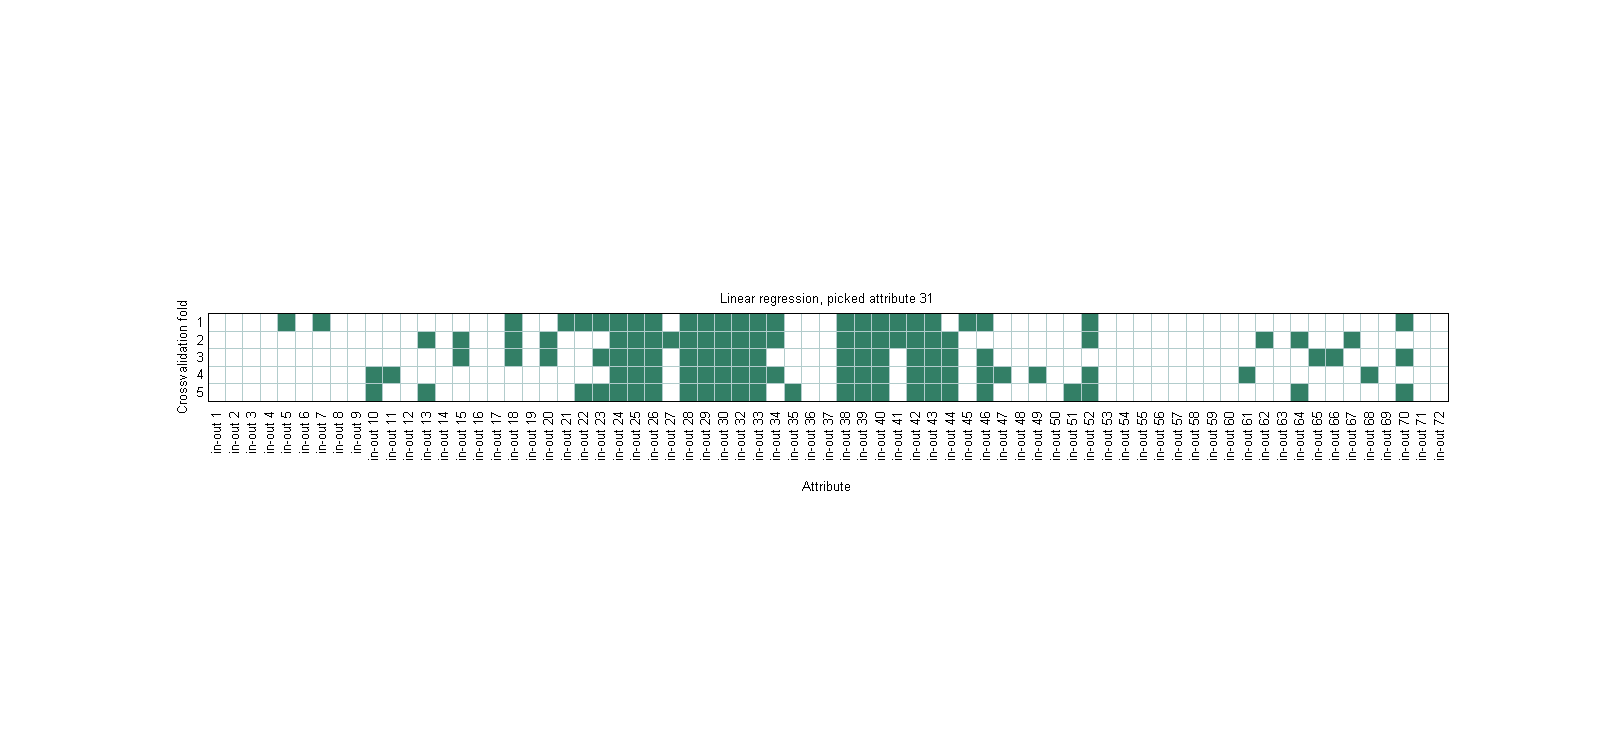 Linear regression, picked attribute 31
Crossvalidation fold
1
2
3
4
5
in-out 1
in-out 2
in-out 3
in-out 4
in-out 5
in-out 6
in-out 7
in-out 8
in-out 9
in-out 10
in-out 11
in-out 12
in-out 13
in-out 14
in-out 15
in-out 16
in-out 17
in-out 18
in-out 19
in-out 20
in-out 21
in-out 22
in-out 23
in-out 24
in-out 25
in-out 26
in-out 27
in-out 28
in-out 29
in-out 30
in-out 32
in-out 33
in-out 34
in-out 35
in-out 36
in-out 37
in-out 38
in-out 39
in-out 40
in-out 41
in-out 42
in-out 43
in-out 44
in-out 45
in-out 46
in-out 47
in-out 48
in-out 49
in-out 50
in-out 51
in-out 52
in-out 53
in-out 54
in-out 55
in-out 56
in-out 57
in-out 58
in-out 59
in-out 60
in-out 61
in-out 62
in-out 63
in-out 64
in-out 65
in-out 66
in-out 67
in-out 68
in-out 69
in-out 70
in-out 71
in-out 72
Attribute